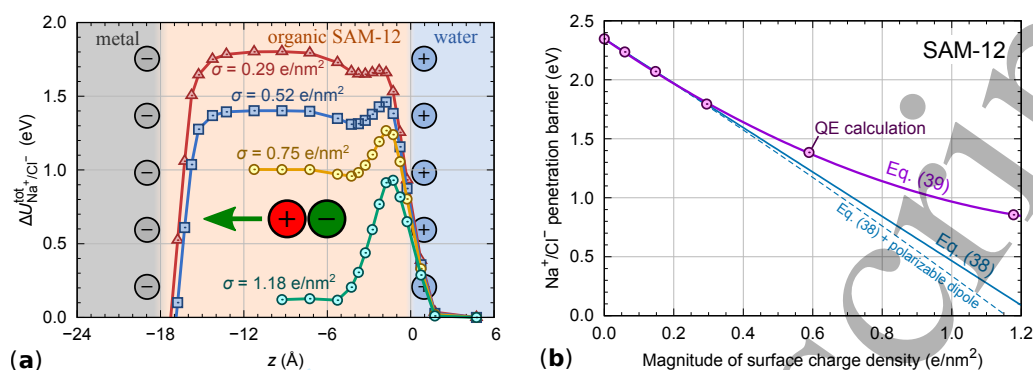 metal
organic SAM-12
water
2.0
1.5
1.0
0.5
0.0
ΔU^tot_Na⁺/Cl⁻ (eV)
σ = 0.29 e/nm²
σ = 0.52 e/nm²
σ = 0.75 e/nm²
σ = 1.18 e/nm²
− +
− +
− +
− +
− +
+ −
−24 −18 −12 −6 0 6
z (Å)
(a)
2.5
2.0
1.5
1.0
0.5
0.0
Na⁺/Cl⁻ penetration barrier (eV)
SAM-12
QE calculation
Eq. (39)
Eq. (38)
Eq. (38) + polarizable dipole
0.0 0.2 0.4 0.6 0.8 1.0 1.2
Magnitude of surface charge density (e/nm²)
(b)